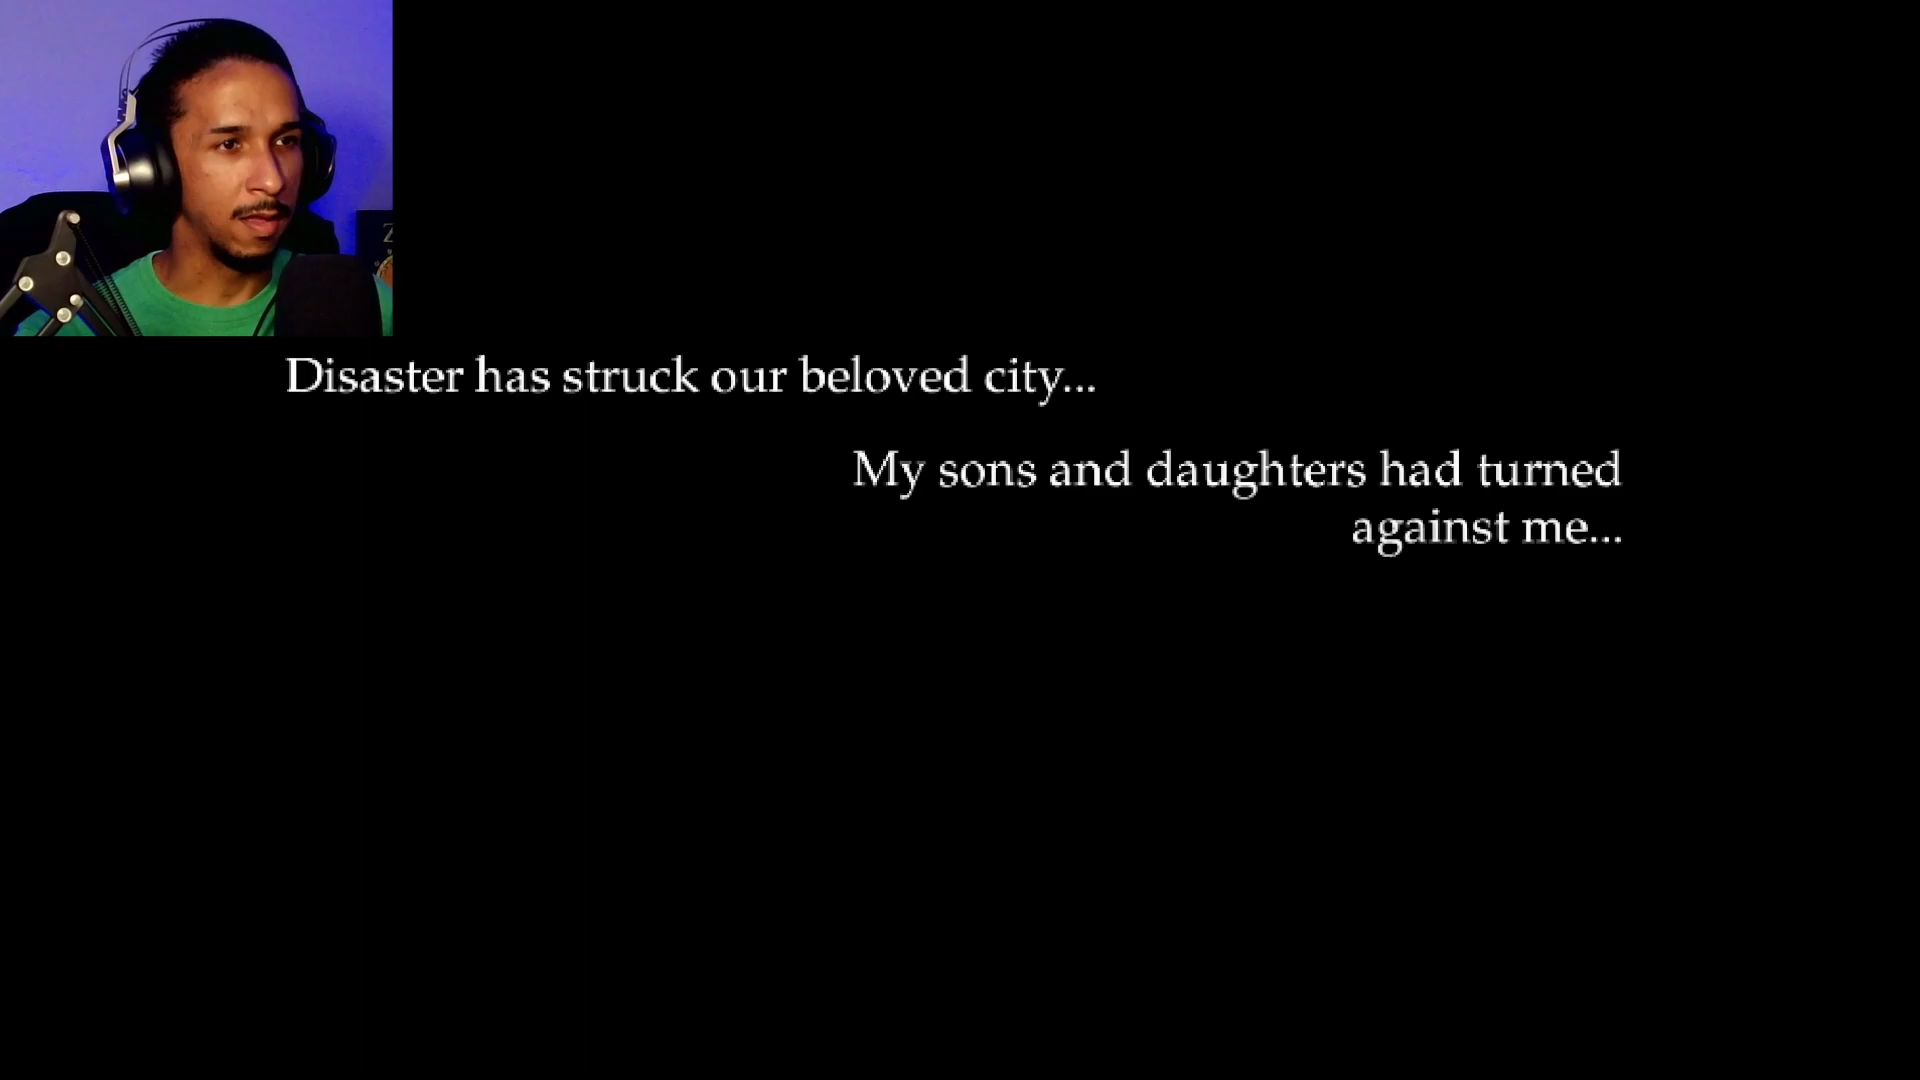 Disaster has struck our beloved city...
My sons and daughters had turned
against me...